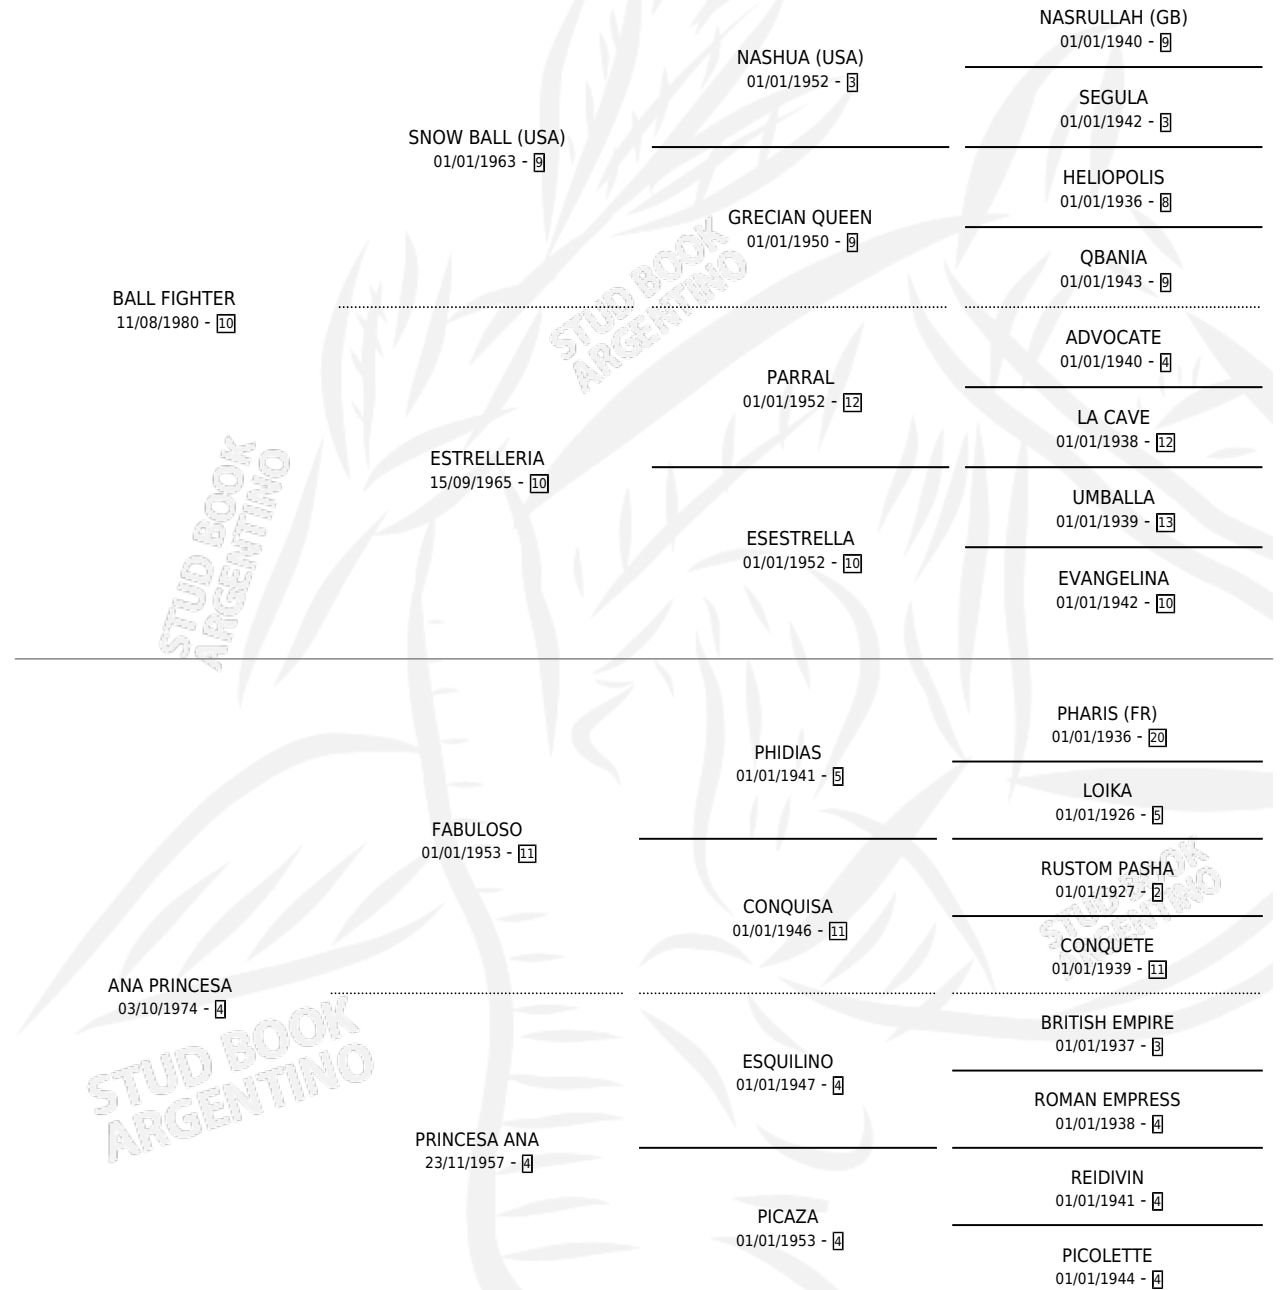 NASRULLAH (GB)
01/01/1940 - 9
NASHUA (USA)
01/01/1952 - 3
SEGULA
01/01/1942 - 3
SNOW BALL (USA)
01/01/1963 - 9
HELIOPOLIS
01/01/1936 - 8
GRECIAN QUEEN
01/01/1950 - 9
QBANIA
01/01/1943 - 9
BALL FIGHTER
11/08/1980 - 10
ADVOCATE
01/01/1940 - 4
PARRAL
01/01/1952 - 12
LA CAVE
01/01/1938 - 12
ESTRELLERIA
15/09/1965 - 10
UMBALLA
01/01/1939 - 13
ESESTRELLA
01/01/1952 - 10
EVANGELINA
01/01/1942 - 10
PHARIS (FR)
01/01/1936 - 20
PHIDIAS
01/01/1941 - 5
LOIKA
01/01/1926 - 5
FABULOSO
01/01/1953 - 11
RUSTOM PASHA
01/01/1927 - 2
CONQUISA
01/01/1946 - 11
CONQUETE
01/01/1939 - 11
ANA PRINCESA
03/10/1974 - 4
BRITISH EMPIRE
01/01/1937 - 3
ESQUILINO
01/01/1947 - 4
ROMAN EMPRESS
01/01/1938 - 4
PRINCESA ANA
23/11/1957 - 4
REIDIVIN
01/01/1941 - 4
PICAZA
01/01/1953 - 4
PICOLETTE
01/01/1944 - 4
STUD BOOK
ARGENTINO
STUD BOOK
ARGENTINO
STUD BOOK
ARGENTINO
STUD BOOK
ARGENTINO